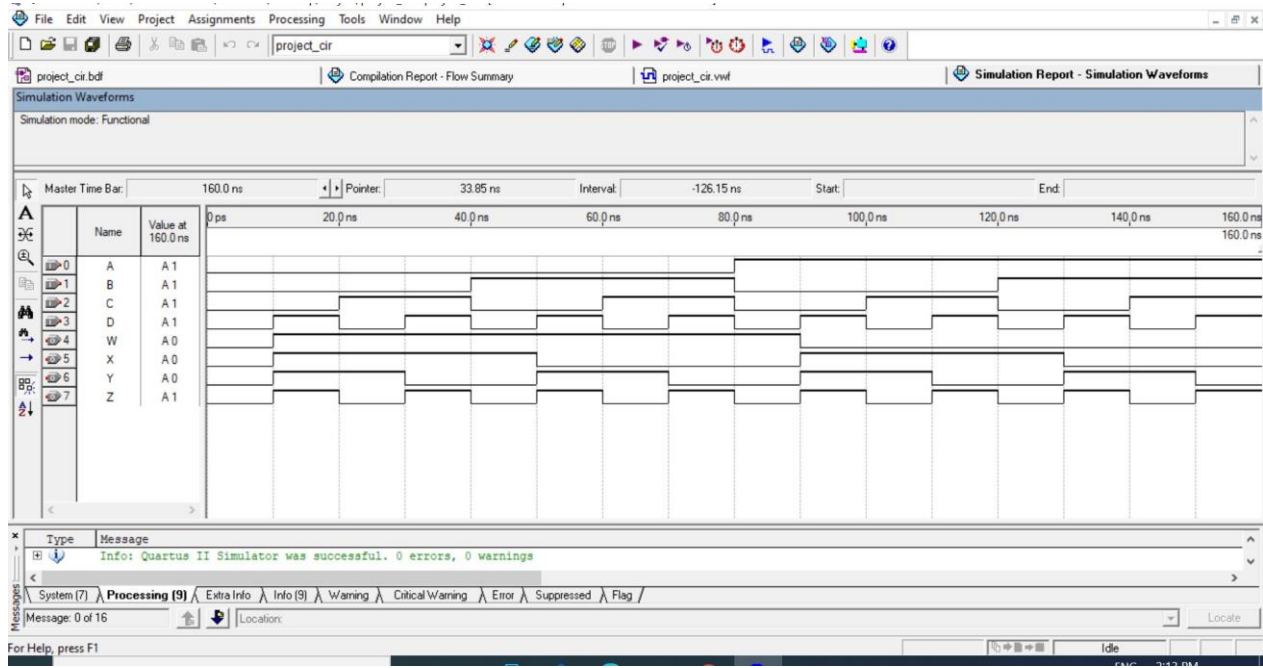 File Edit View Project Assignments Processing Tools Window Help
project_cir
project_cir.bdf Compilation Report - Flow Summary project_cir.vwf Simulation Report - Simulation Waveforms
Simulation Waveforms
Simulation mode: Functional
Master Time Bar: 160.0 ns Pointer: 33.85 ns Interval: -126.15 ns Start: End:
Name Value at 160.0 ns 0 ps 20.0 ns 40.0 ns 60.0 ns 80.0 ns 100.0 ns 120.0 ns 140.0 ns 160.0 ns
160.0 ns
0 A A 1
1 B A 1
2 C A 1
3 D A 1
4 W A 0
5 X A 0
6 Y A 0
7 Z A 1
Type Message
Info: Quartus II Simulator was successful. 0 errors, 0 warnings
System (7) Processing (9) Extra Info Info (9) Warning Critical Warning Error Suppressed Flag
Messages
Message: 0 of 16 Location: Locate
For Help, press F1 Idle
ENG 2:13 PM